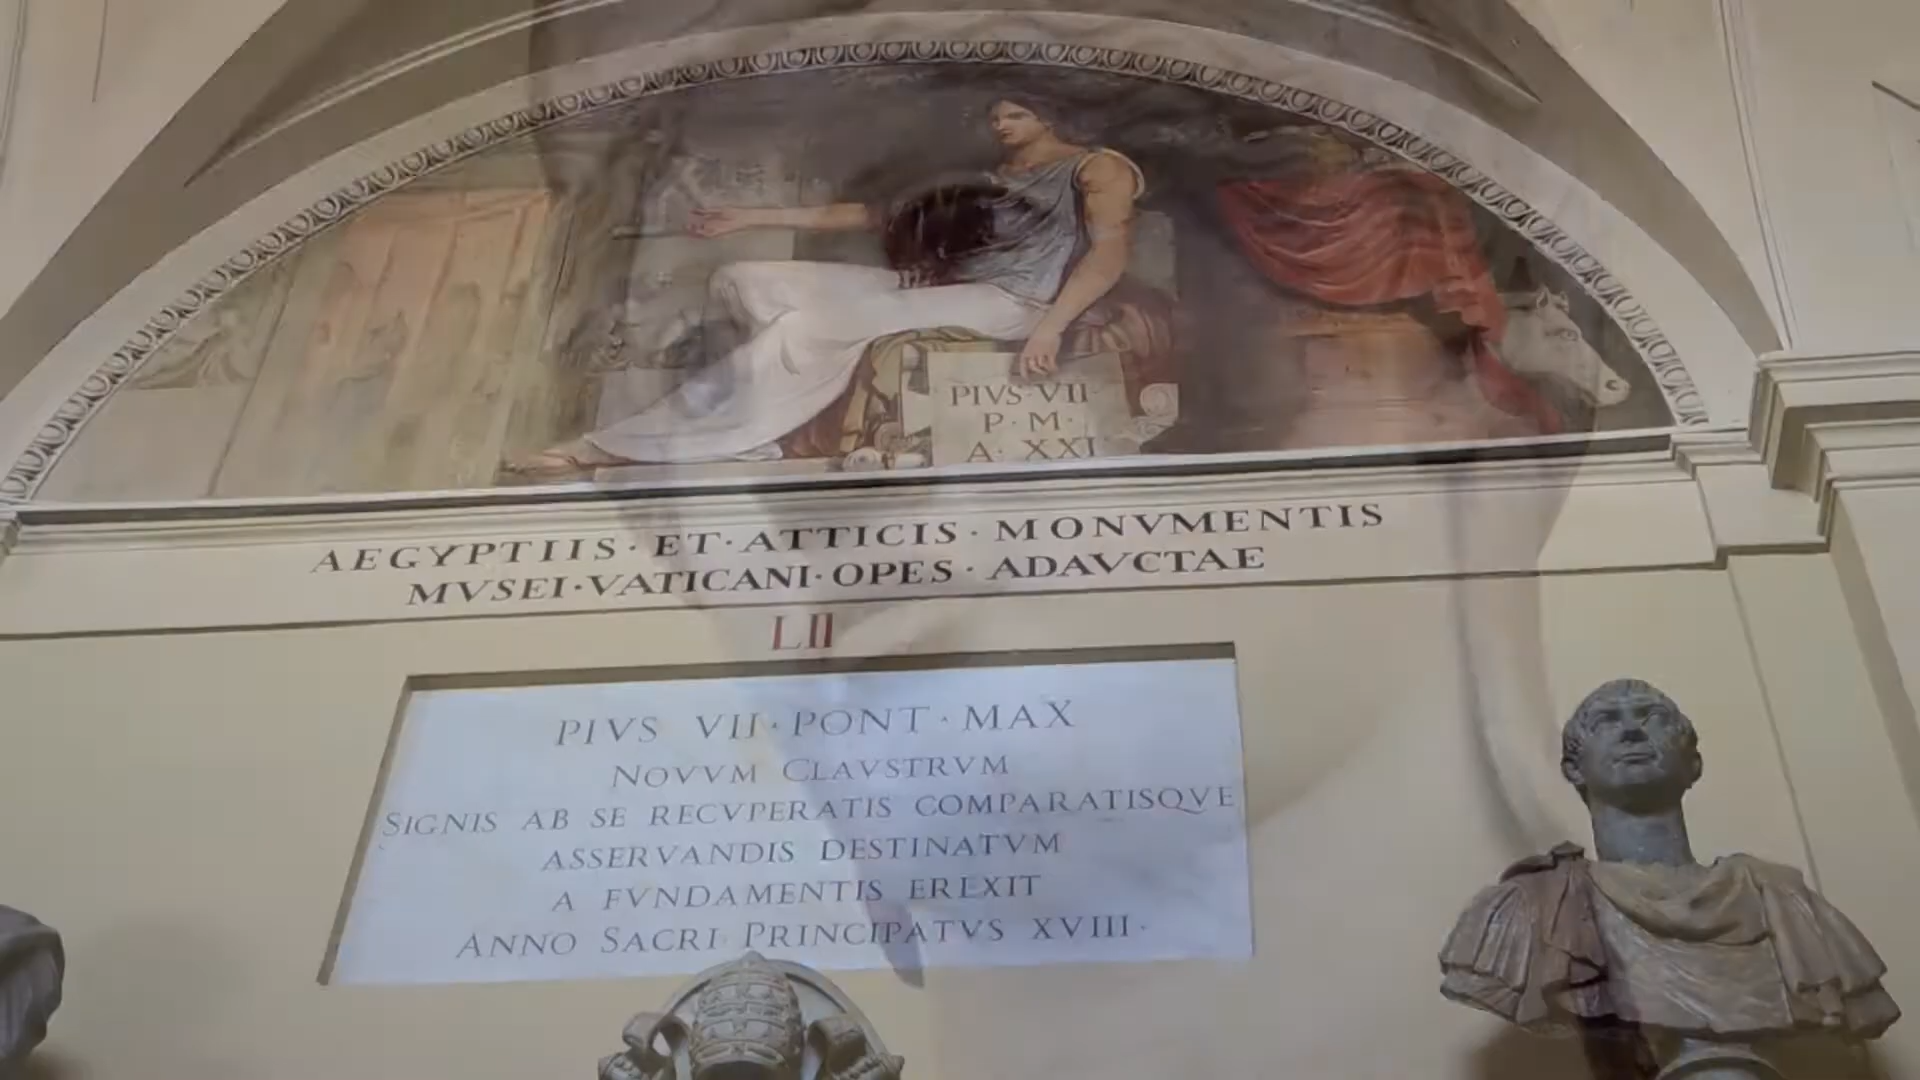 PIVS·VII·
P·M·
A·XXI
AEGYPTIIS·ET·ATTICIS·MONVMENTIS
MVSEI·VATICANI·OPES·ADAVCTAE
LII
PIVS VII·PONT·MAX
NOVVM CLAVSTRVM
SIGNIS AB SE RECVPERATIS COMPARATISQVE
ASSERVANDIS DESTINATVM
A FVNDAMENTIS EREXIT
ANNO SACRI PRINCIPATVS XVIII·